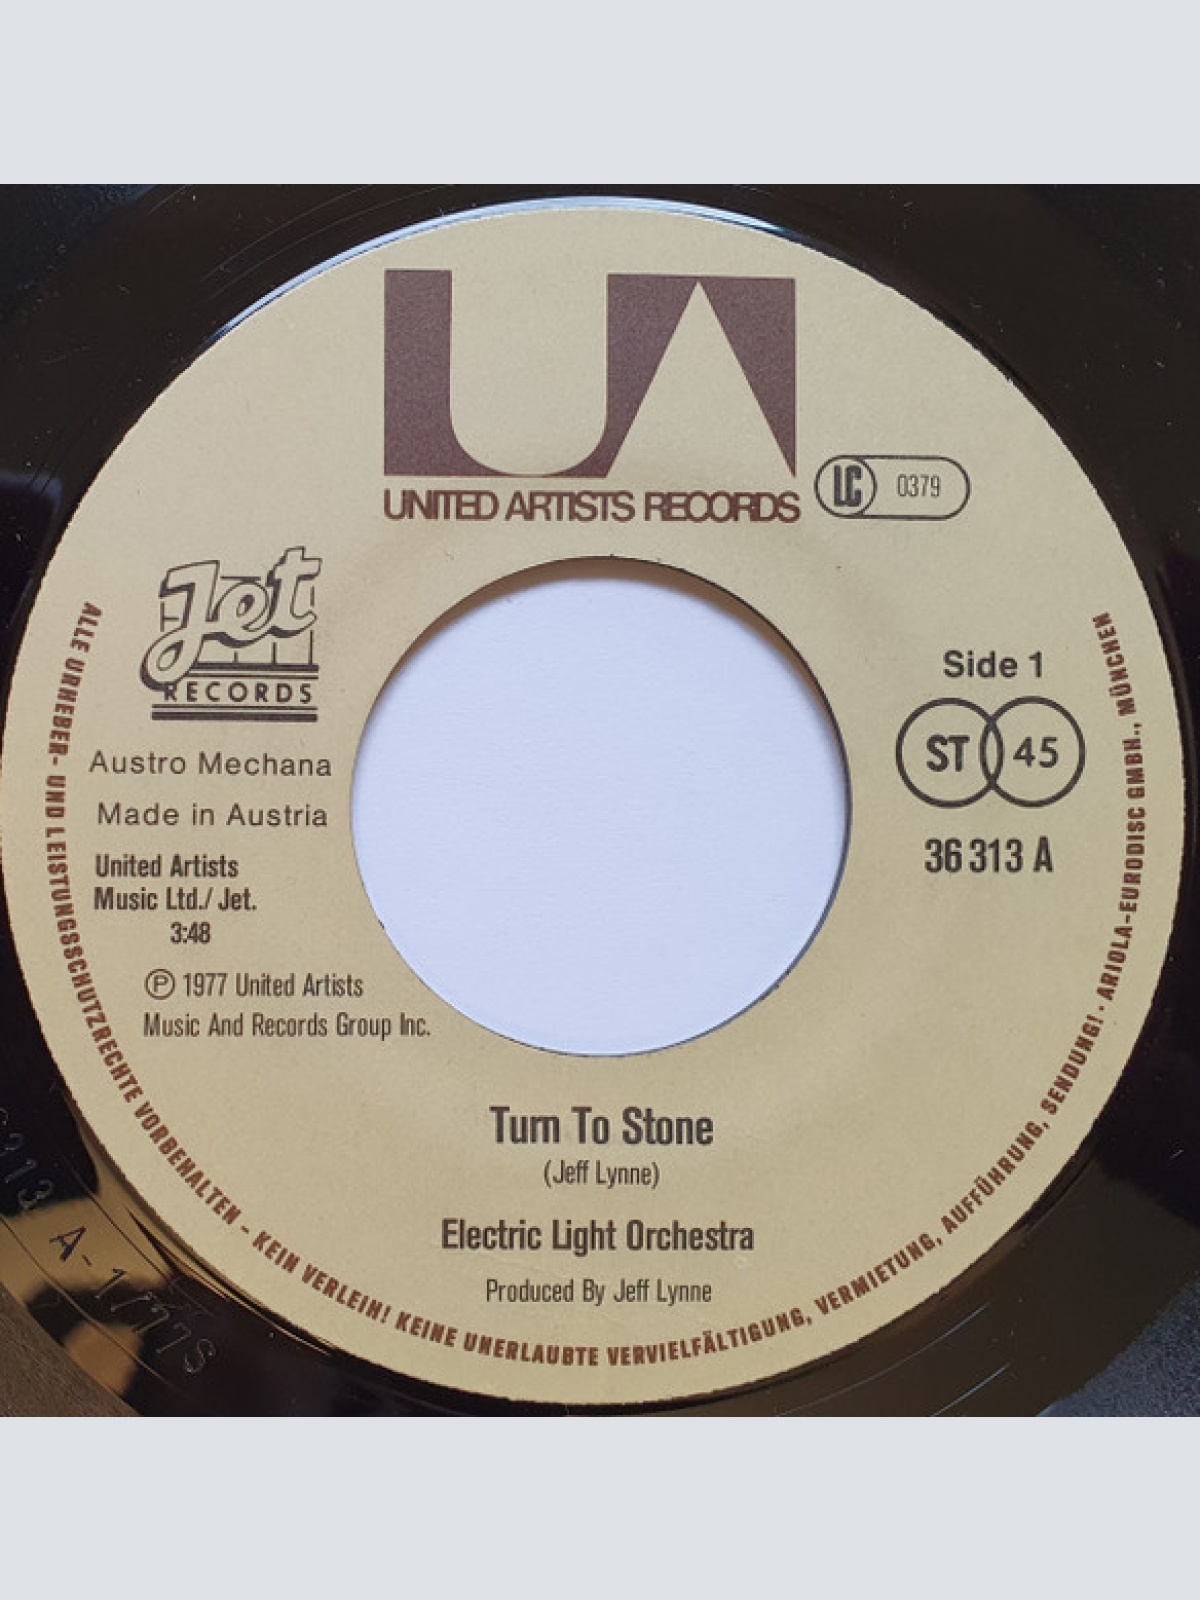 UA
UNITED ARTISTS RECORDS
LC 0379
Jet
RECORDS
Side 1
ST 45
36 313 A
Austro Mechana
Made in Austria
United Artists
Music Ltd./ Jet.
3:48
Ⓟ 1977 United Artists
Music And Records Group Inc.
Turn To Stone
(Jeff Lynne)
Electric Light Orchestra
Produced By Jeff Lynne
ALLE URHEBER- UND LEISTUNGSSCHUTZRECHTE VORBEHALTEN - KEIN VERLEIH! KEINE UNERLAUBTE VERVIELFÄLTIGUNG, VERMIETUNG, AUFFÜHRUNG, SENDUNG! · ARIOLA-EURODISC GMBH., MÜNCHEN